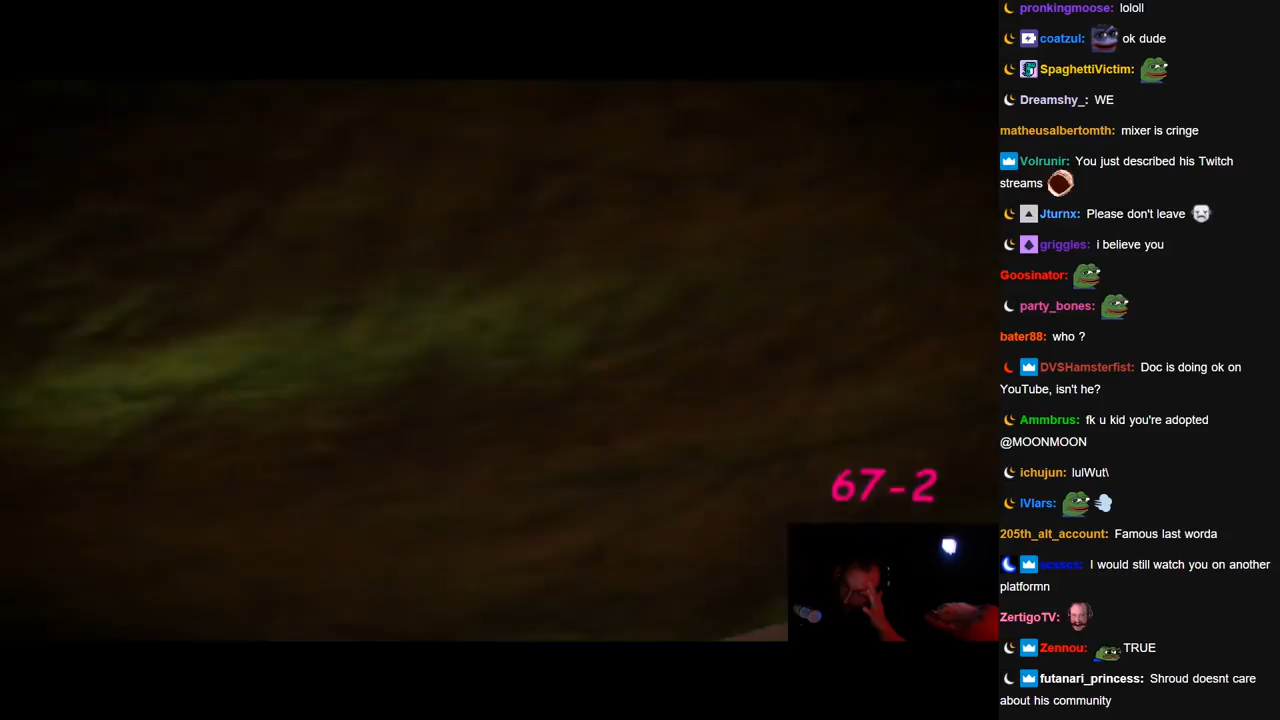 pronkingmoose: lololl
coatzul: ok dude
SpaghettiVictim:
Dreamshy_: WE
matheusalbertomth: mixer is cringe
Volrunir: You just described his Twitch
streams
Jturnx: Please don't leave
griggles: i believe you
Goosinator:
party_bones:
bater88: who ?
DVSHamsterfist: Doc is doing ok on
YouTube, isn't he?
Ammbrus: fk u kid you're adopted
@MOONMOON
67-2
ichujun: lulWut\
IVlars:
205th_alt_account: Famous last worda
I would still watch you on another
platformn
ZertigoTV:
Zennou: TRUE
futanari_princess: Shroud doesnt care
about his community